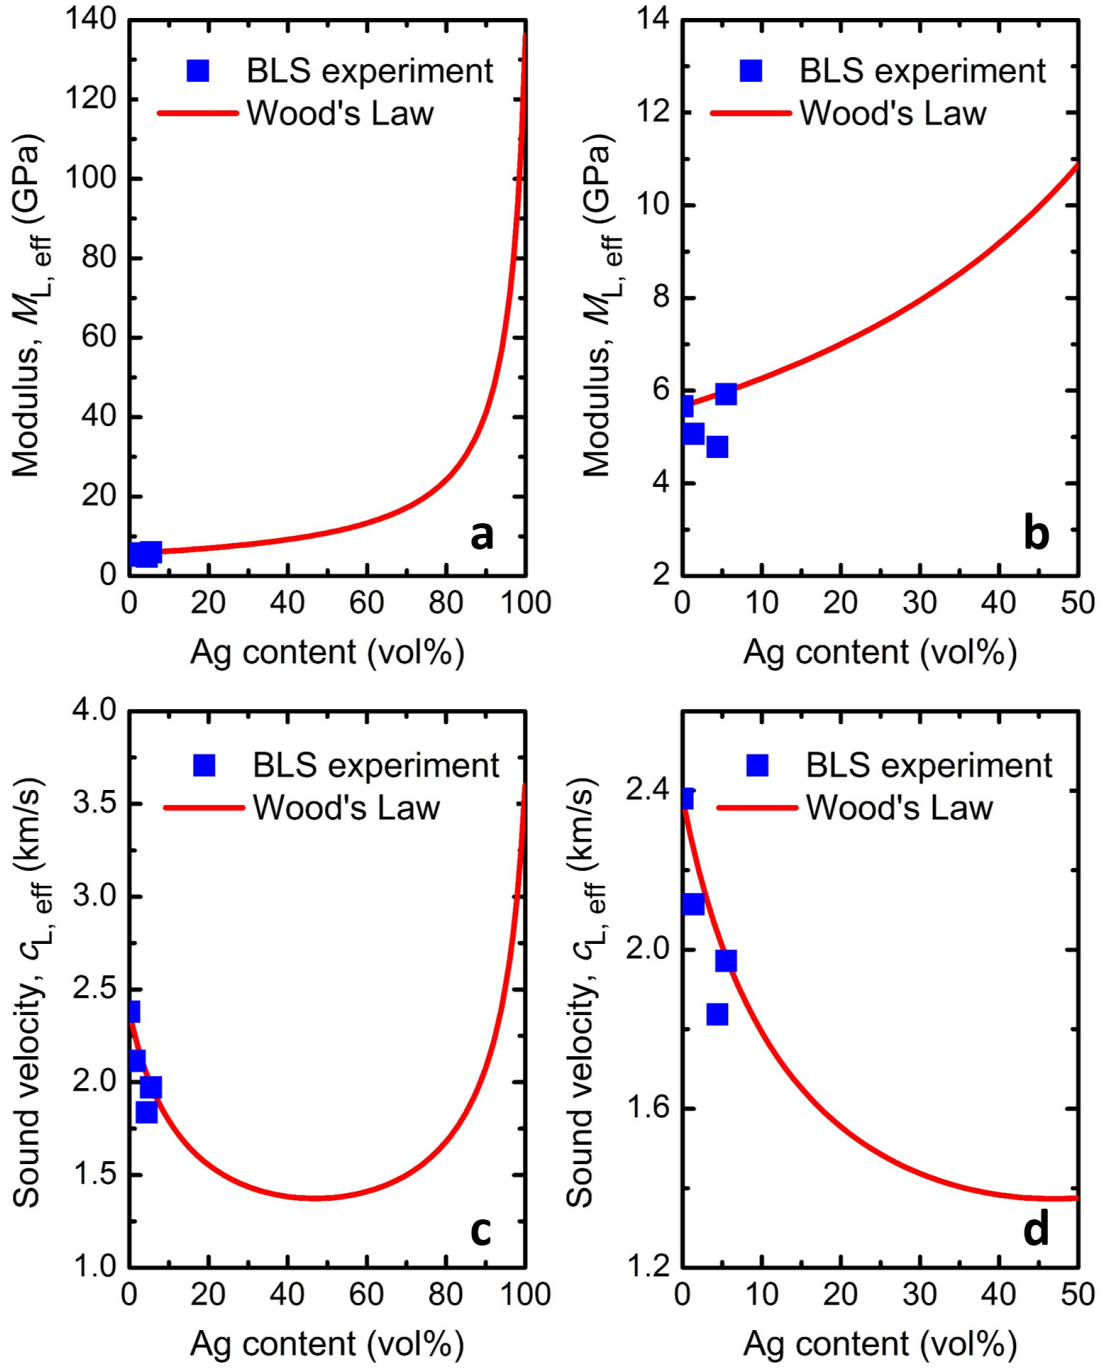 140
120
100
80
60
40
20
0
Modulus, M_L, eff (GPa)
BLS experiment
Wood's Law
a
0 20 40 60 80 100
Ag content (vol%)
14
12
10
8
6
4
2
Modulus, M_L, eff (GPa)
BLS experiment
Wood's Law
b
0 10 20 30 40 50
Ag content (vol%)
4.0
3.5
3.0
2.5
2.0
1.5
1.0
Sound velocity, c_L, eff (km/s)
BLS experiment
Wood's Law
c
0 20 40 60 80 100
Ag content (vol%)
2.4
2.0
1.6
1.2
Sound velocity, c_L, eff (km/s)
BLS experiment
Wood's Law
d
0 10 20 30 40 50
Ag content (vol%)